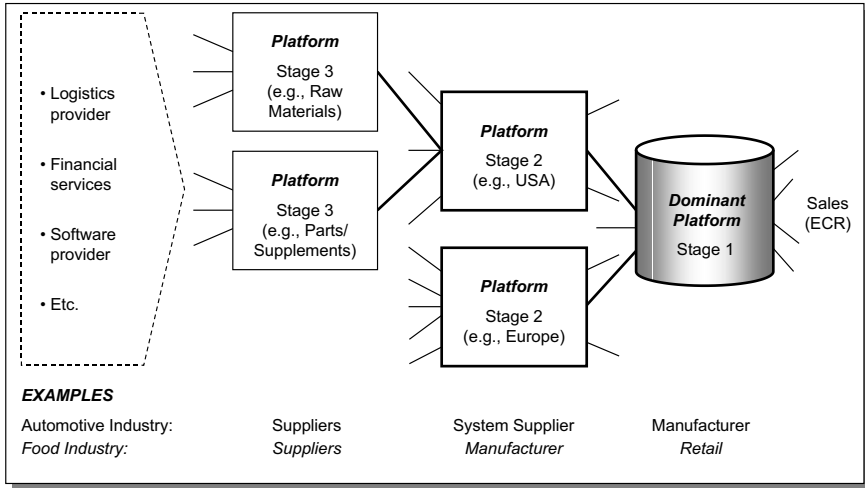 • Logistics
provider
• Financial
services
• Software
provider
• Etc.
Platform
Stage 3
(e.g., Raw
Materials)
Platform
Stage 3
(e.g., Parts/
Supplements)
Platform
Stage 2
(e.g., USA)
Platform
Stage 2
(e.g., Europe)
Dominant
Platform
Stage 1
Sales
(ECR)
EXAMPLES
Automotive Industry: Suppliers System Supplier Manufacturer
Food Industry: Suppliers Manufacturer Retail